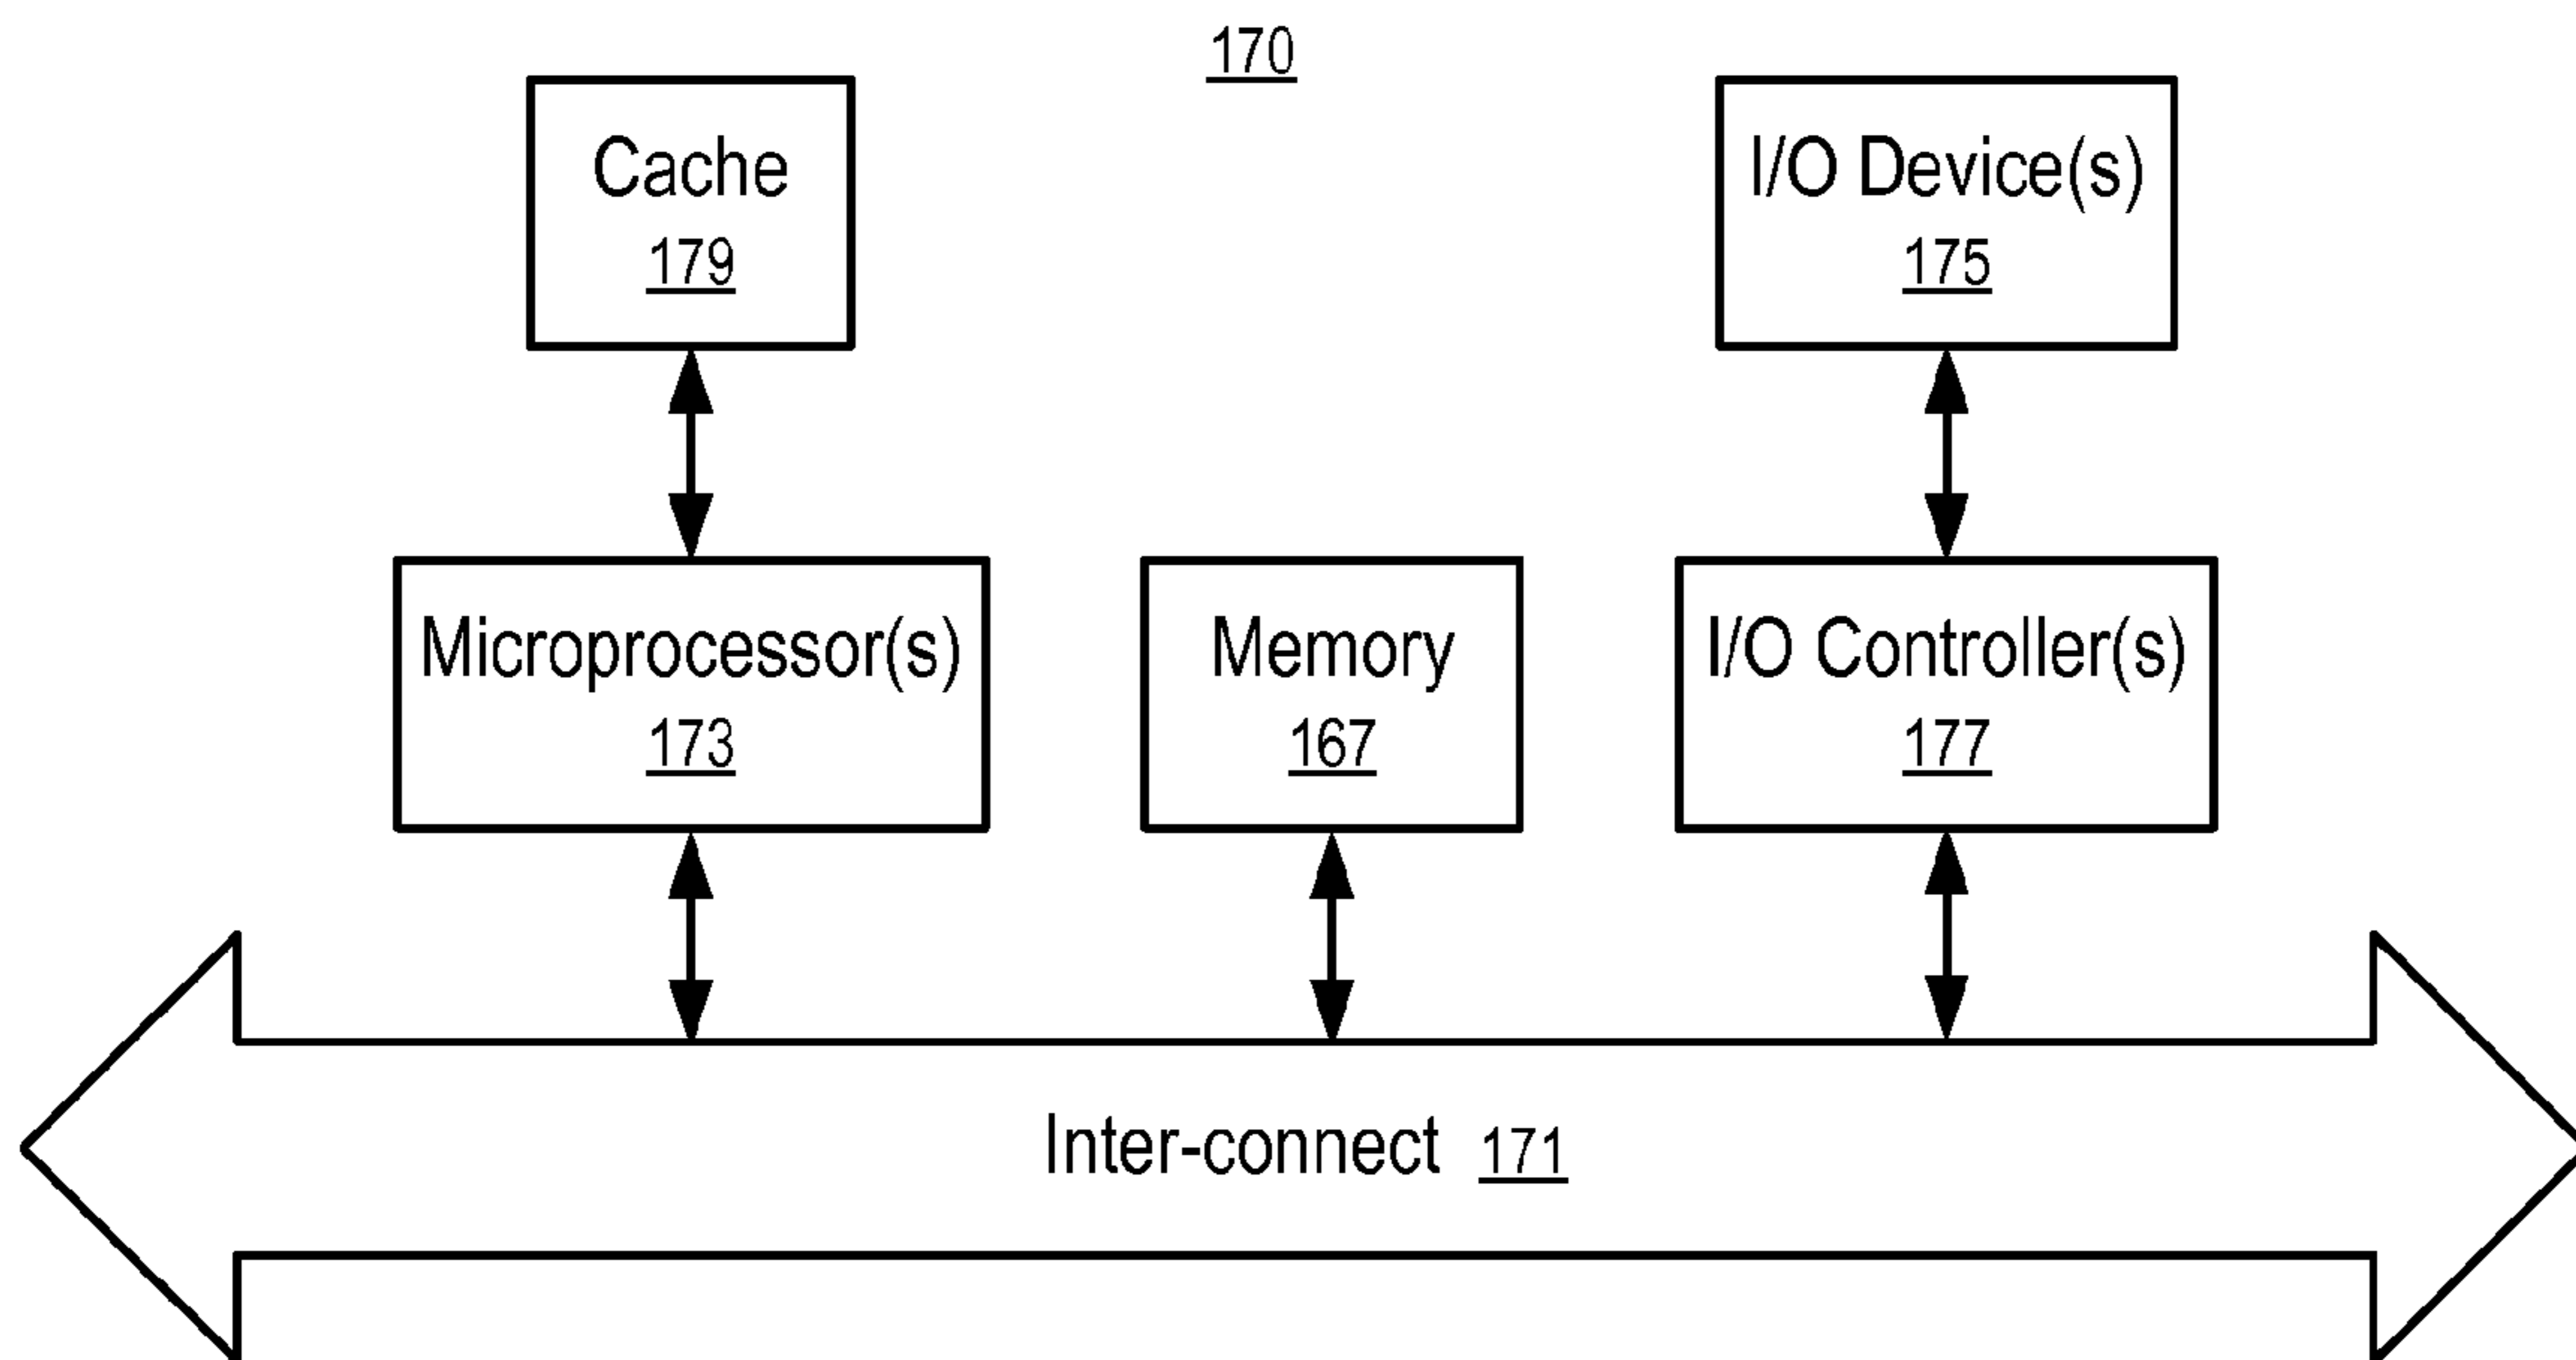 170
Cache
179
I/O Device(s)
175
Microprocessor(s)
173
Memory
167
I/O Controller(s)
177
Inter-connect 171